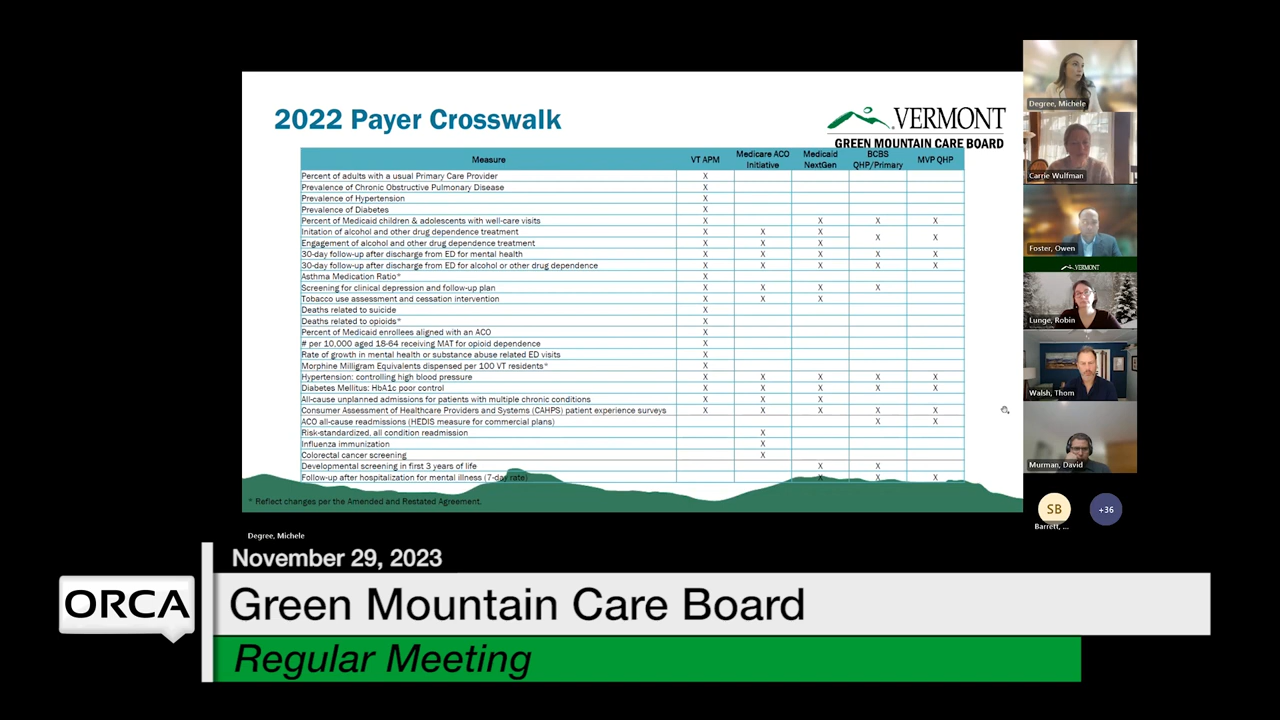 2022 Payer Crosswalk
VERMONT
GREEN MOUNTAIN CARE BOARD
Measure VT APM Medicare ACO Initiative Medicaid NextGen BCBS QHP/Primary MVP QHP
Percent of adults with a usual Primary Care Provider X
Prevalence of Chronic Obstructive Pulmonary Disease X
Prevalence of Hypertension X
Prevalence of Diabetes X
Percent of Medicaid children & adolescents with well-care visits X X X X
Initation of alcohol and other drug dependence treatment X X X X X
Engagement of alcohol and other drug dependence treatment X X X
30-day follow-up after discharge from ED for mental health X X X X X
30-day follow-up after discharge from ED for alcohol or other drug dependence X X X X X
Asthma Medication Ratio* X
Screening for clinical depression and follow-up plan X X X X
Tobacco use assessment and cessation intervention X X X
Deaths related to suicide X
Deaths related to opioids* X
Percent of Medicaid enrollees aligned with an ACO X
# per 10,000 aged 18-64 receiving MAT for opioid dependence X
Rate of growth in mental health or substance abuse related ED visits X
Morphine Milligram Equivalents dispensed per 100 VT residents* X
Hypertension: controlling high blood pressure X X X X X
Diabetes Mellitus: HbA1c poor control X X X X X
All-cause unplanned admissions for patients with multiple chronic conditions X X X
Consumer Assessment of Healthcare Providers and Systems (CAHPS) patient experience surveys X X X X X
ACO all-cause readmissions (HEDIS measure for commercial plans) X X
Risk-standardized, all condition readmission X
Influenza immunization X
Colorectal cancer screening X
Developmental screening in first 3 years of life X X
Follow-up after hospitalization for mental illness (7-day rate) X X X
* Reflect changes per the Amended and Restated Agreement.
Degree, Michele
Carrie Wulfman
Foster, Owen
VERMONT
Lunge, Robin
Walsh, Thom
Murman, David
SB
+36
Barrett, ...
Degree, Michele
November 29, 2023
ORCA
Green Mountain Care Board
Regular Meeting